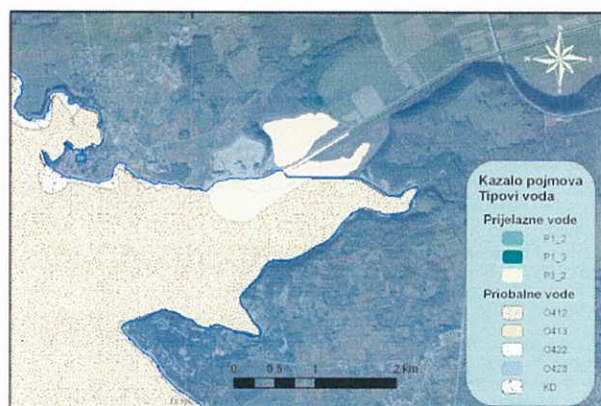 Kazalo pojmova
Tipovi voda
Prijelazne vode
P1_2
P1_3
P3_2
Priobalne vode
O412
O413
O422
O423
KD
0 0.5 1 2 km